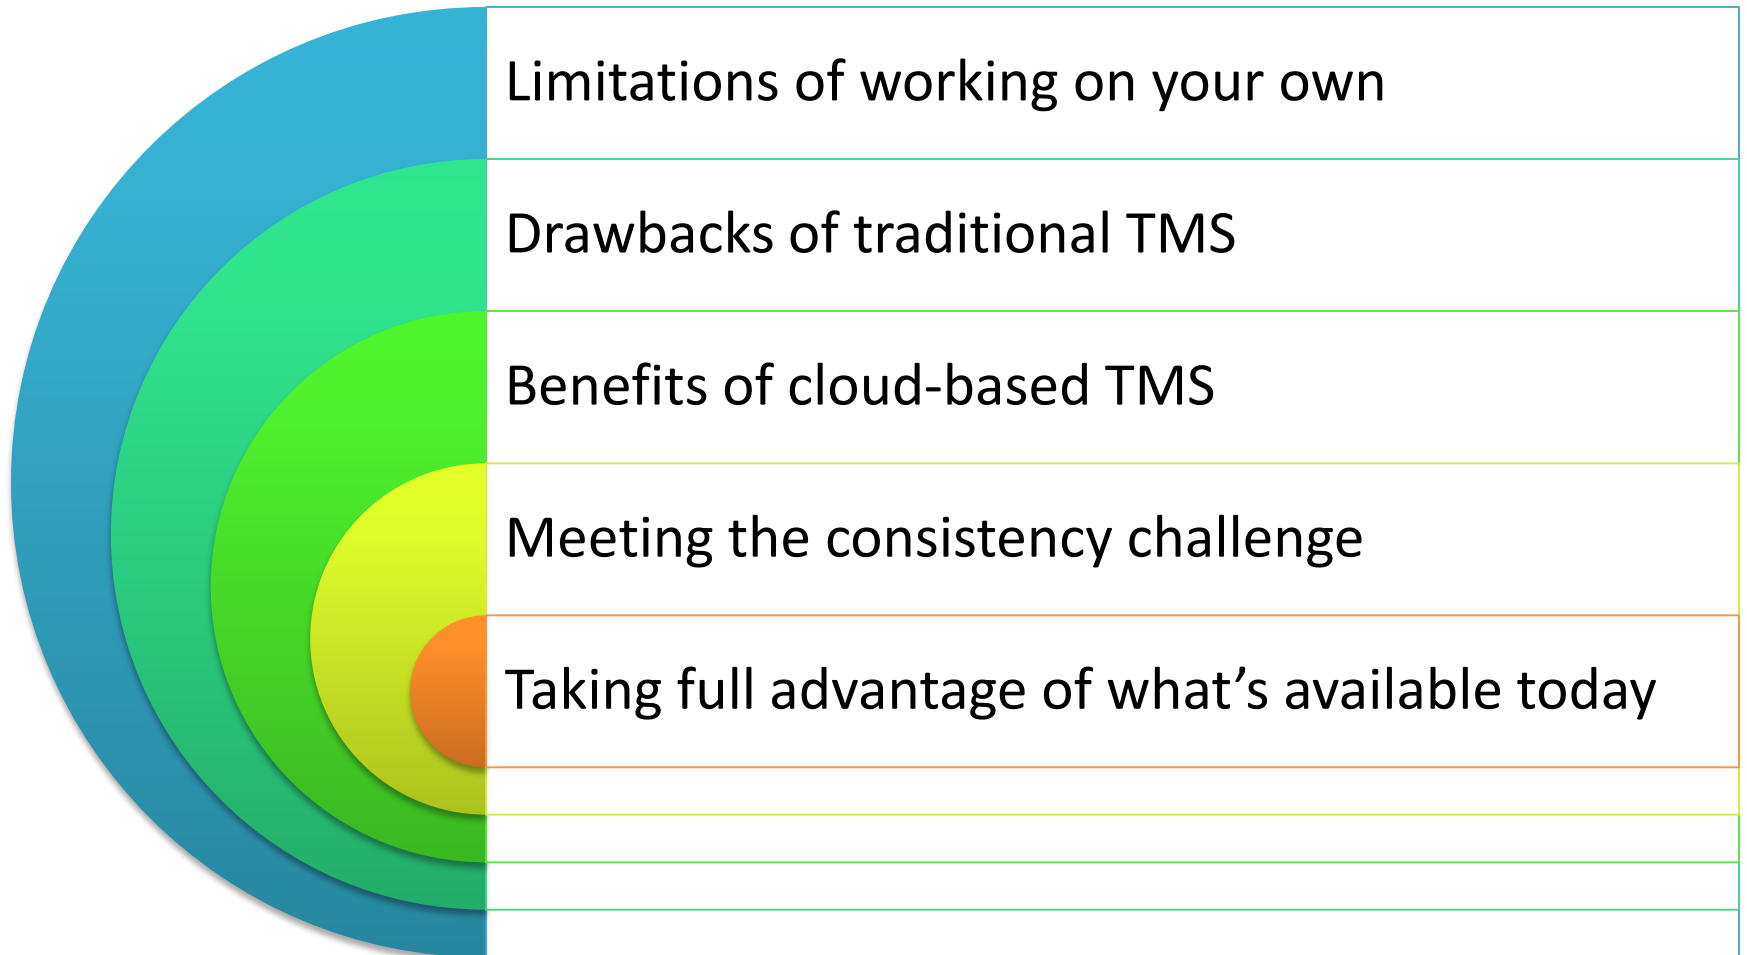 Limitations of working on your own
Drawbacks of traditional TMS
Benefits of cloud-based TMS
Meeting the consistency challenge
Taking full advantage of what’s available today